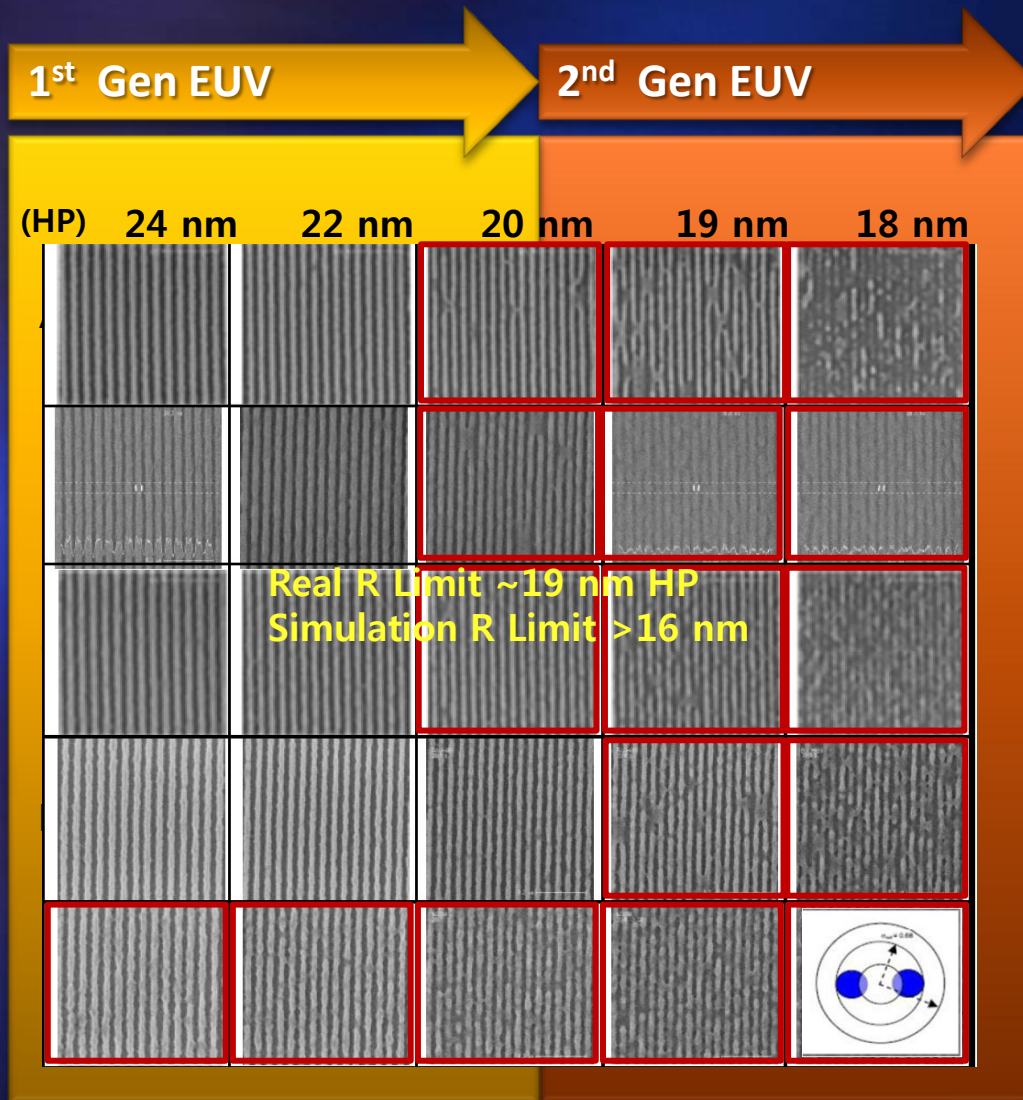 1st Gen EUV
2nd Gen EUV
(HP) 24 nm 22 nm 20 nm 19 nm 18 nm
Real R Limit ~19 nm HP
Simulation R Limit >16 nm